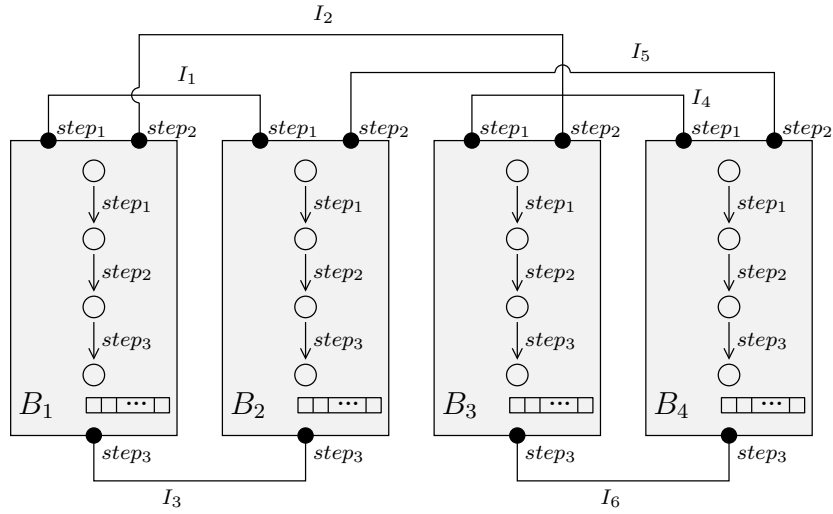 I₂
I₅
I₁
I₄
step₁ step₂ step₁ step₂ step₁ step₂ step₁ step₂
step₁ step₁ step₁ step₁
step₂ step₂ step₂ step₂
step₃ step₃ step₃ step₃
B₁ ... B₂ ... B₃ ... B₄ ...
step₃ step₃ step₃ step₃
I₃ I₆